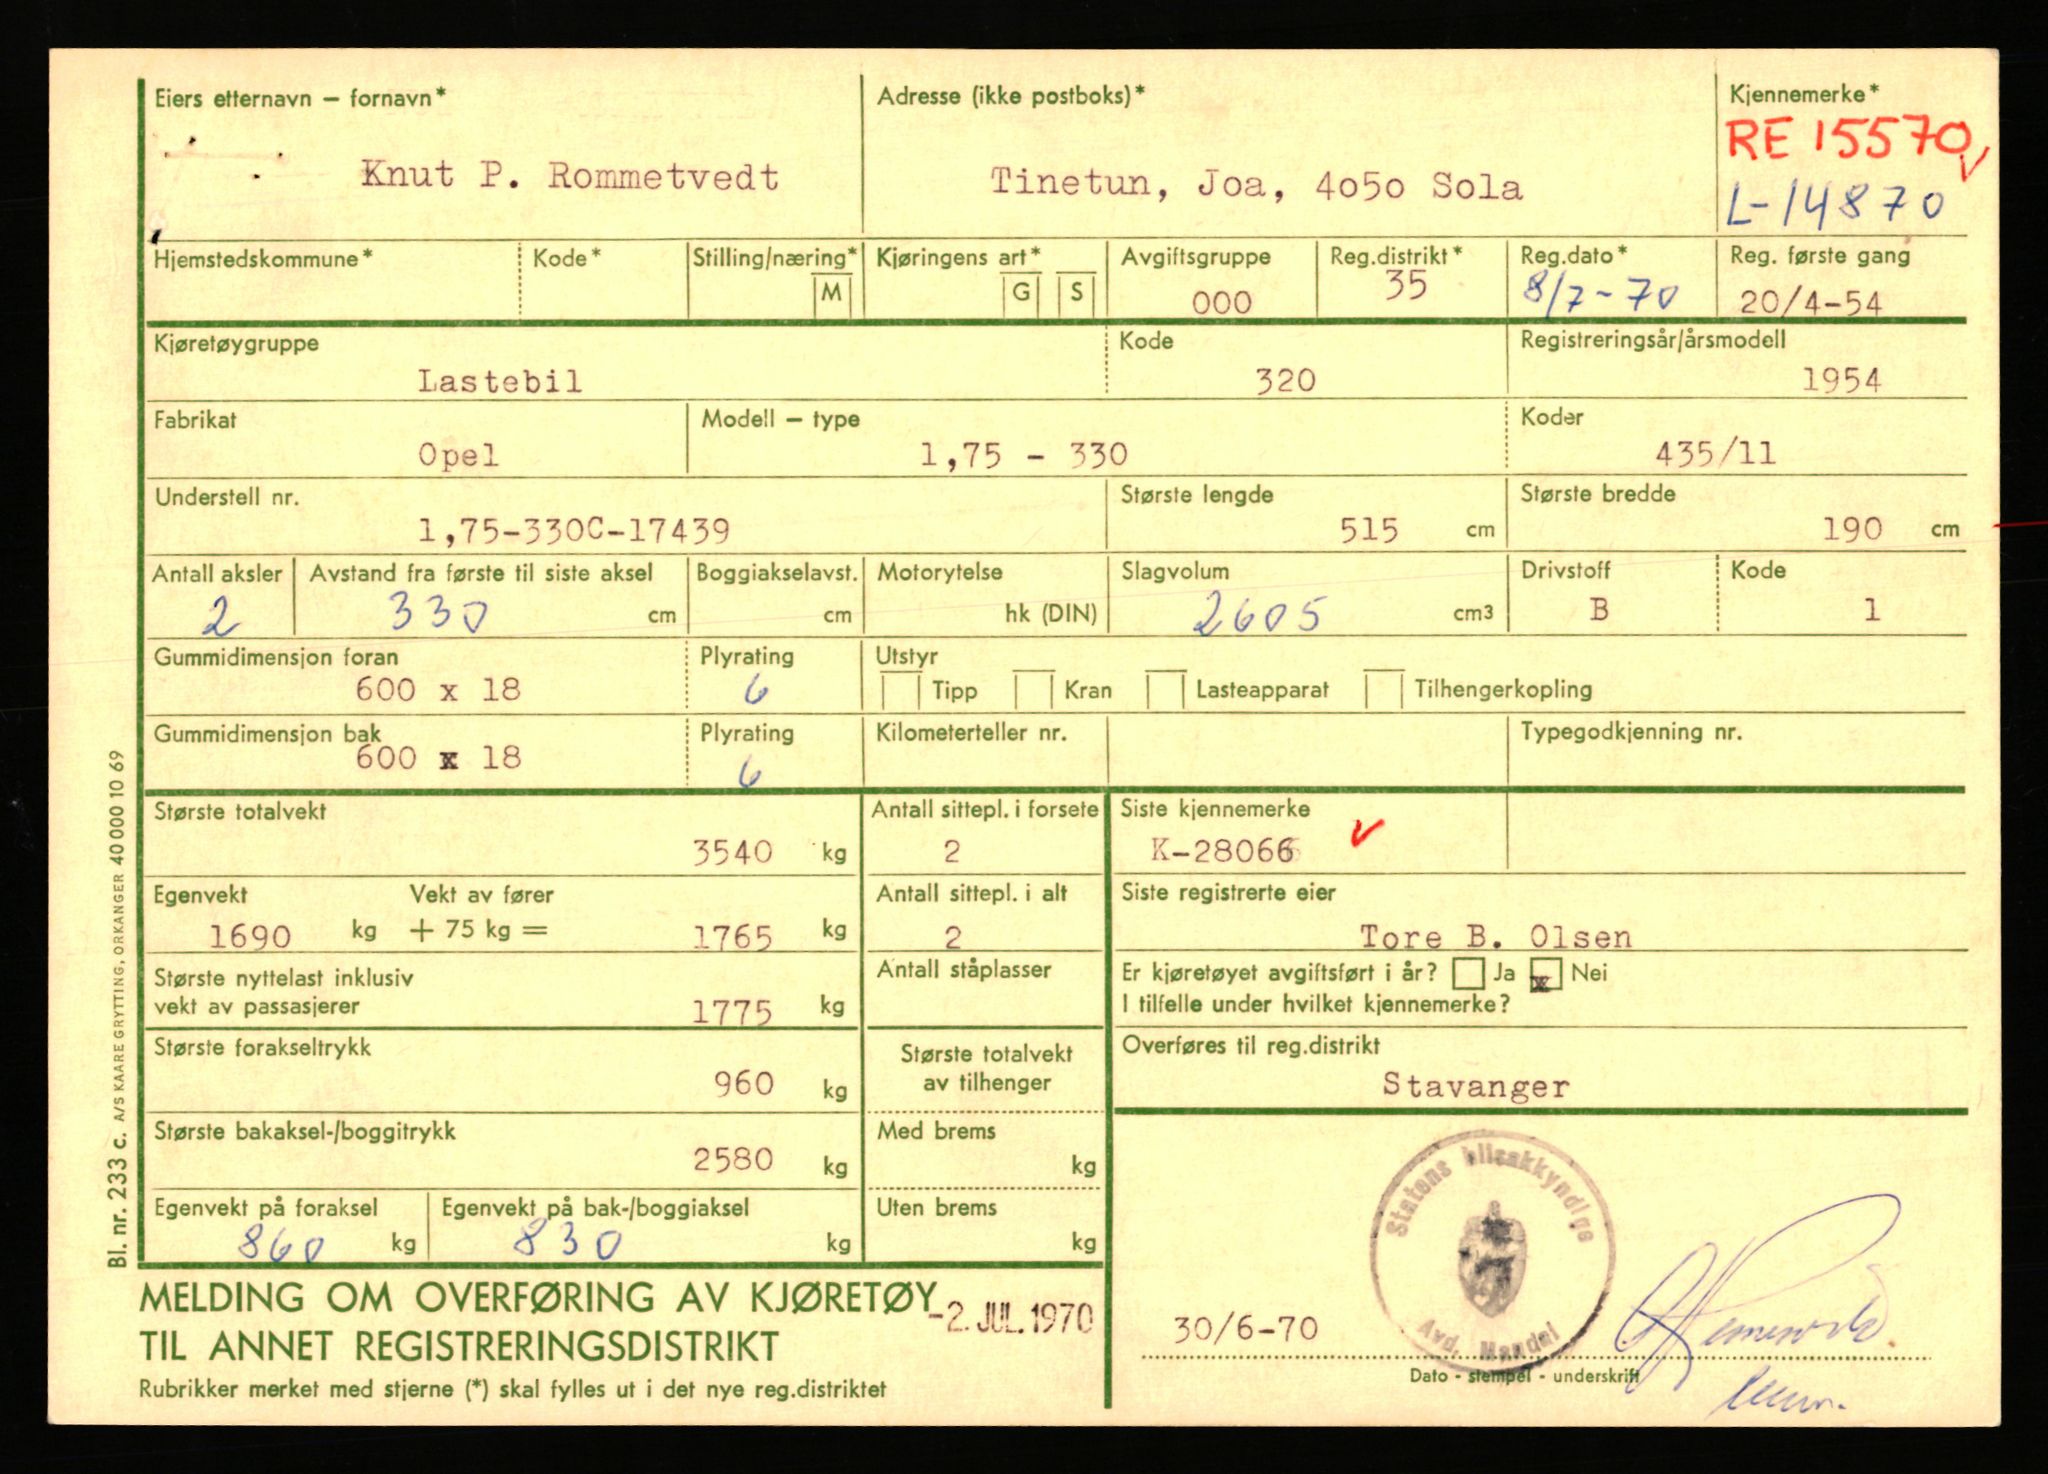 Eiers etternavn – fornavn*
Adresse (ikke postboks)*
Kjennemerke*
RE 15570
Knut P. Rommetvedt
Tinetun, Joa, 4050 Sola
L-14870
Hjemstedskommune*
Kode*
Stilling/næring*
M
Kjøringens art*
G
S
Avgiftsgruppe
000
Reg.distrikt*
35
Reg.dato*
8/7-70
Reg. første gang
20/4-54
Kjøretøygruppe
Lastebil
Kode
320
Registreringsår/årsmodell
1954
Fabrikat
Opel
Modell – type
1,75 - 330
Koder
435/11
Understell nr.
1,75-330C-17439
Største lengde
515 cm
Største bredde
190 cm
Antall aksler
2
Avstand fra første til siste aksel
330 cm
Boggiakselavst.
cm
Motorytelse
hk (DIN)
Slagvolum
2605 cm3
Drivstoff
B
Kode
1
Gummidimensjon foran
600 x 18
Plyrating
6
Utstyr
Tipp
Kran
Lasteapparat
Tilhengerkopling
Gummidimensjon bak
600 x 18
Plyrating
6
Kilometerteller nr.
Typegodkjenning nr.
Største totalvekt
3540 kg
Antall sittepl. i forsete
2
Siste kjennemerke
K-28066
Egenvekt
1690 kg
Vekt av fører
+ 75 kg =
1765 kg
Antall sittepl. i alt
2
Siste registrerte eier
Tore B. Olsen
Største nyttelast inklusiv
vekt av passasjerer
1775 kg
Antall ståplasser
Er kjøretøyet avgiftsført i år? Ja x Nei
I tilfelle under hvilket kjennemerke?
Største forakseltrykk
960 kg
Største totalvekt
av tilhenger
Overføres til reg.distrikt
Stavanger
Største bakaksel-/boggitrykk
2580 kg
Med brems
kg
Egenvekt på foraksel
860 kg
Egenvekt på bak-/boggiaksel
830 kg
Uten brems
kg
MELDING OM OVERFØRING AV KJØRETØY
TIL ANNET REGISTRERINGSDISTRIKT
-2. JUL. 1970
Rubrikker merket med stjerne (*) skal fylles ut i det nye reg.distriktet
Statens bilsakkyndige
Avd. Mandal
30/6-70
Dato - stempel - underskrift
Bl. nr. 233 c. A/S KAARE GRYTTING, ORKANGER 40 000 10 69